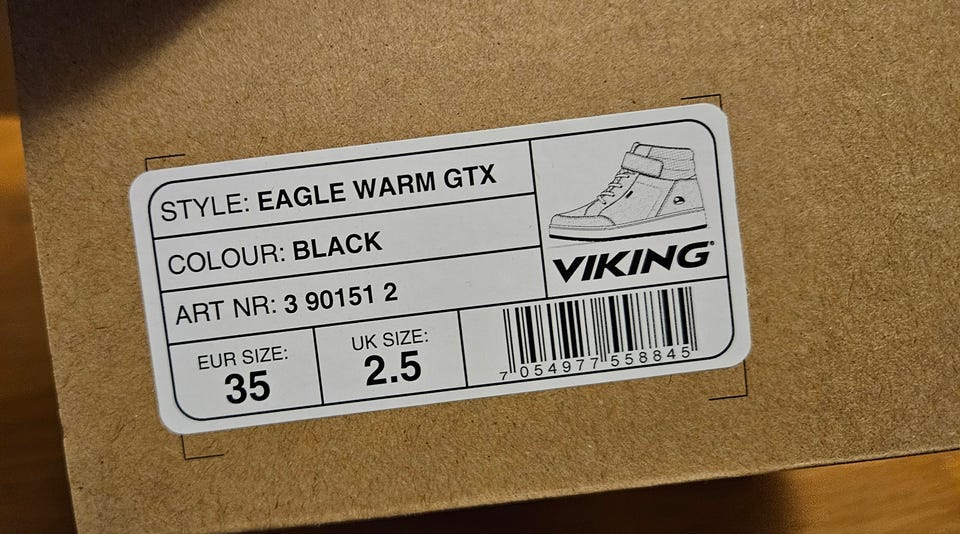 STYLE: EAGLE WARM GTX
COLOUR: BLACK
ART NR: 3 90151 2
EUR SIZE:
35
UK SIZE:
2.5
VIKING®
7 054977 558845